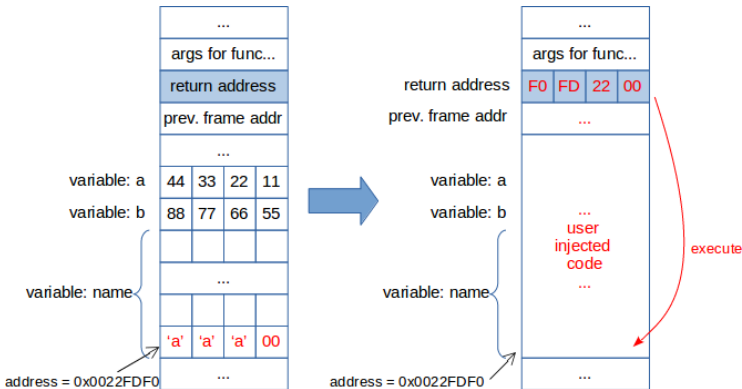 ...
args for func...
return address
prev. frame addr
...
variable: a 44 33 22 11
variable: b 88 77 66 55
...
variable: name
'a' 'a' 'a' 00
address = 0x0022FDF0
...
...
args for func...
return address F0 FD 22 00
prev. frame addr ...
variable: a
variable: b
...
user
injected
code
...
execute
variable: name
address = 0x0022FDF0
...